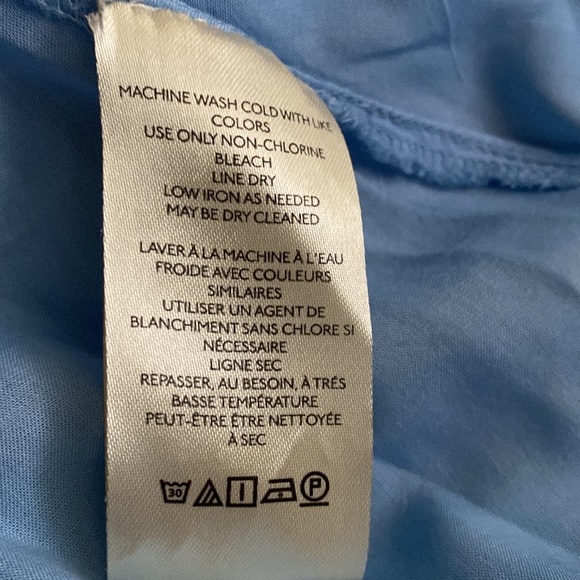 MACHINE WASH COLD WITH LIKE
COLORS
USE ONLY NON-CHLORINE
BLEACH
LINE DRY
LOW IRON AS NEEDED
MAY BE DRY CLEANED
LAVER À LA MACHINE À L'EAU
FROIDE AVEC COULEURS
SIMILAIRES
UTILISER UN AGENT DE
BLANCHIMENT SANS CHLORE SI
NÉCESSAIRE
LIGNE SEC
REPASSER, AU BESOIN, À TRÉS
BASSE TEMPÉRATURE
PEUT-ÊTRE ÊTRE NETTOYÉE
À SEC
30 P